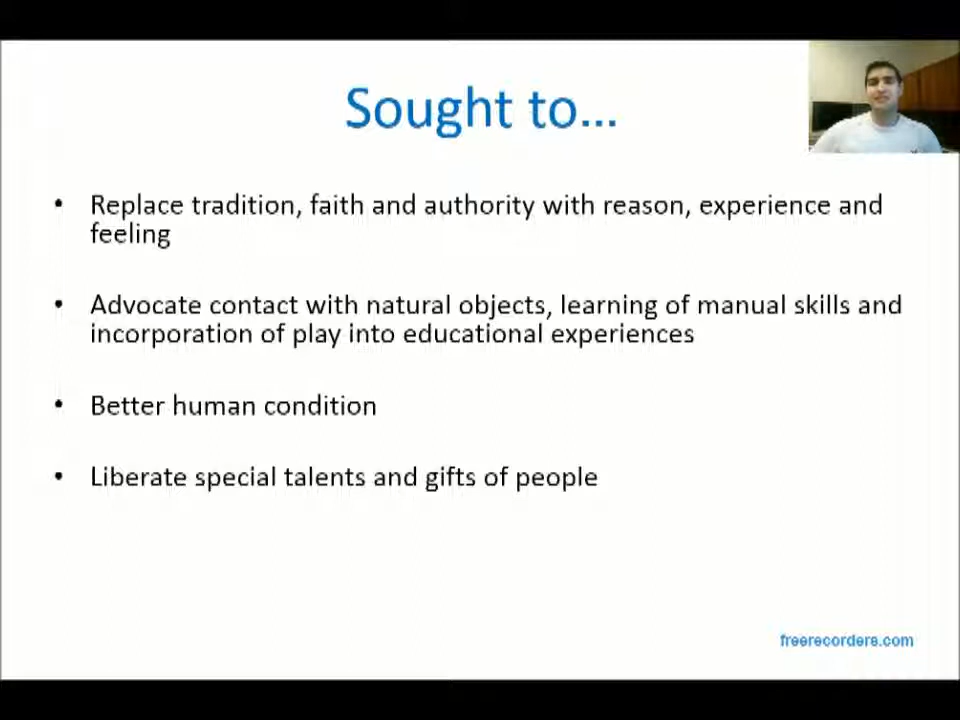 Sought to...
• Replace tradition, faith and authority with reason, experience and
feeling
• Advocate contact with natural objects, learning of manual skills and
incorporation of play into educational experiences
• Better human condition
• Liberate special talents and gifts of people
freerecorders.com